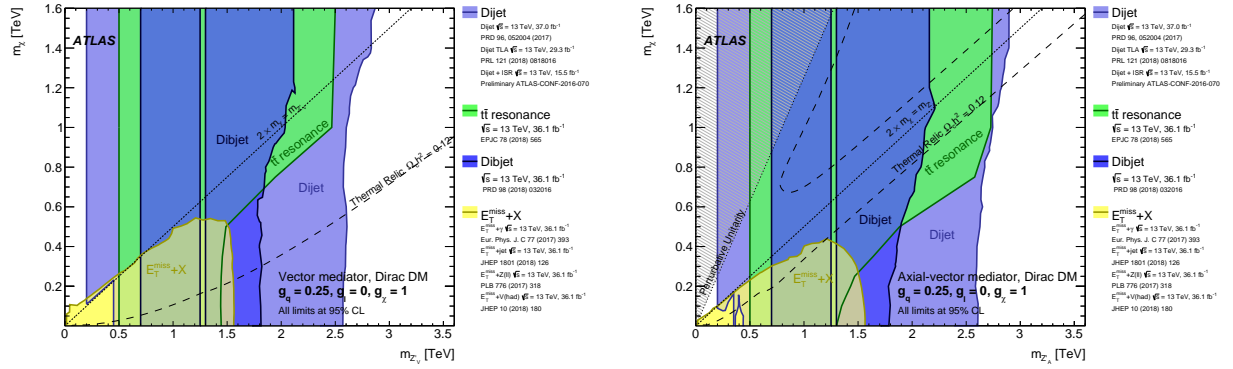 m_χ [TeV]
1.6
1.4
1.2
1
0.8
0.6
0.4
0.2
0 0.5 1 1.5 2 2.5 3 3.5
m_Z'_V [TeV]
ATLAS
2 × m_χ = m_Z'
Thermal Relic Ω_c h² = 0.12
Dibjet
tt̄ resonance
Dijet
E_T^miss+X
Vector mediator, Dirac DM
g_q = 0.25, g_l = 0, g_χ = 1
All limits at 95% CL
Dijet
Dijet √s = 13 TeV, 37.0 fb⁻¹
PRD 96, 052004 (2017)
Dijet TLA √s = 13 TeV, 29.3 fb⁻¹
PRL 121 (2018) 0818016
Dijet + ISR √s = 13 TeV, 15.5 fb⁻¹
Preliminary ATLAS-CONF-2016-070
tt̄ resonance
√s = 13 TeV, 36.1 fb⁻¹
EPJC 78 (2018) 565
Dibjet
√s = 13 TeV, 36.1 fb⁻¹
PRD 98 (2018) 032016
E_T^miss+X
E_T^miss+γ √s = 13 TeV, 36.1 fb⁻¹
Eur. Phys. J. C 77 (2017) 393
E_T^miss+jet √s = 13 TeV, 36.1 fb⁻¹
JHEP 1801 (2018) 126
E_T^miss+Z(ll) √s = 13 TeV, 36.1 fb⁻¹
PLB 776 (2017) 318
E_T^miss+V(had) √s = 13 TeV, 36.1 fb⁻¹
JHEP 10 (2018) 180
m_χ [TeV]
1.6
1.4
1.2
1
0.8
0.6
0.4
0.2
0 0.5 1 1.5 2 2.5 3 3.5
m_Z'_A [TeV]
ATLAS
Perturbative Unitarity
2 × m_χ = m_Z'
Thermal Relic Ω_c h² = 0.12
tt̄ resonance
Dibjet
Dijet
E_T^miss+X
Axial-vector mediator, Dirac DM
g_q = 0.25, g_l = 0, g_χ = 1
All limits at 95% CL
Dijet
Dijet √s = 13 TeV, 37.0 fb⁻¹
PRD 96, 052004 (2017)
Dijet TLA √s = 13 TeV, 29.3 fb⁻¹
PRL 121 (2018) 0818016
Dijet + ISR √s = 13 TeV, 15.5 fb⁻¹
Preliminary ATLAS-CONF-2016-070
tt̄ resonance
√s = 13 TeV, 36.1 fb⁻¹
EPJC 78 (2018) 565
Dibjet
√s = 13 TeV, 36.1 fb⁻¹
PRD 98 (2018) 032016
E_T^miss+X
E_T^miss+γ √s = 13 TeV, 36.1 fb⁻¹
Eur. Phys. J. C 77 (2017) 393
E_T^miss+jet √s = 13 TeV, 36.1 fb⁻¹
JHEP 1801 (2018) 126
E_T^miss+Z(ll) √s = 13 TeV, 36.1 fb⁻¹
PLB 776 (2017) 318
E_T^miss+V(had) √s = 13 TeV, 36.1 fb⁻¹
JHEP 10 (2018) 180